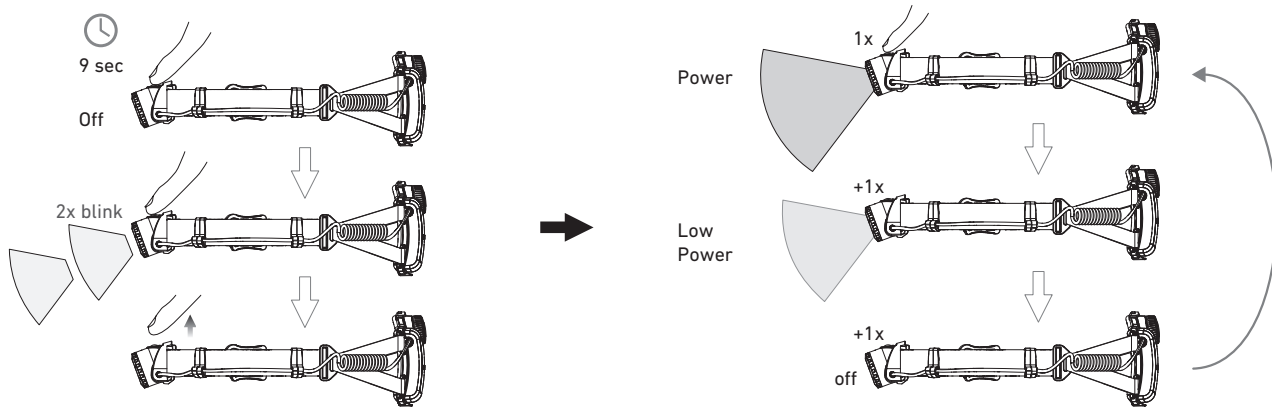 9 sec
Off
2x blink
1x
Power
+1x
Low
Power
+1x
off